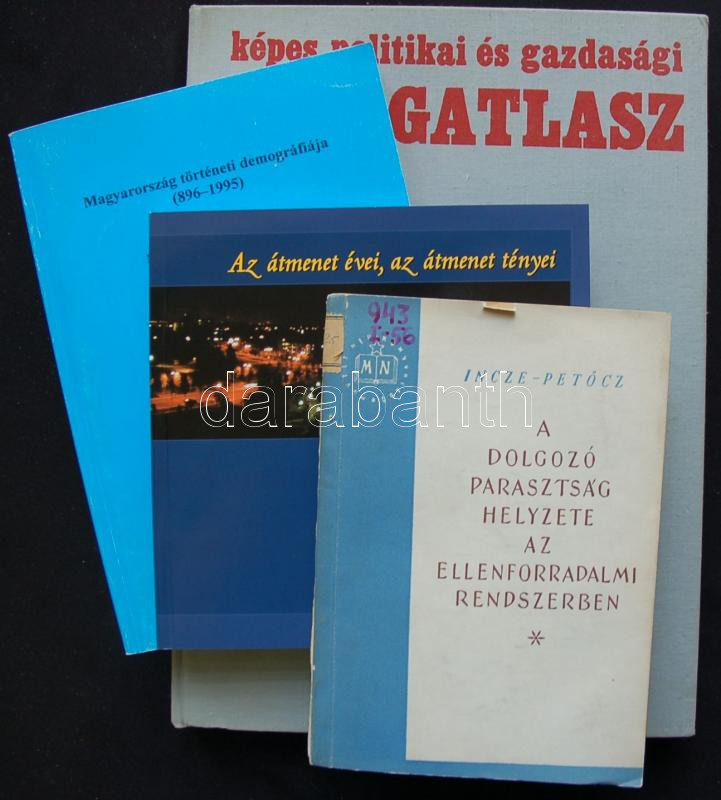 képes politikai és gazdasági
GATLASZ
Magyarország történeti demográfiája
(896–1995)
Az átmenet évei, az átmenet tényei
943
I-56
MN
INCZE–PETÓCZ
A
DOLGOZÓ
PARASZTSÁG
HELYZETE
AZ
ELLENFORRADALMI
RENDSZERBEN
*
darabanth